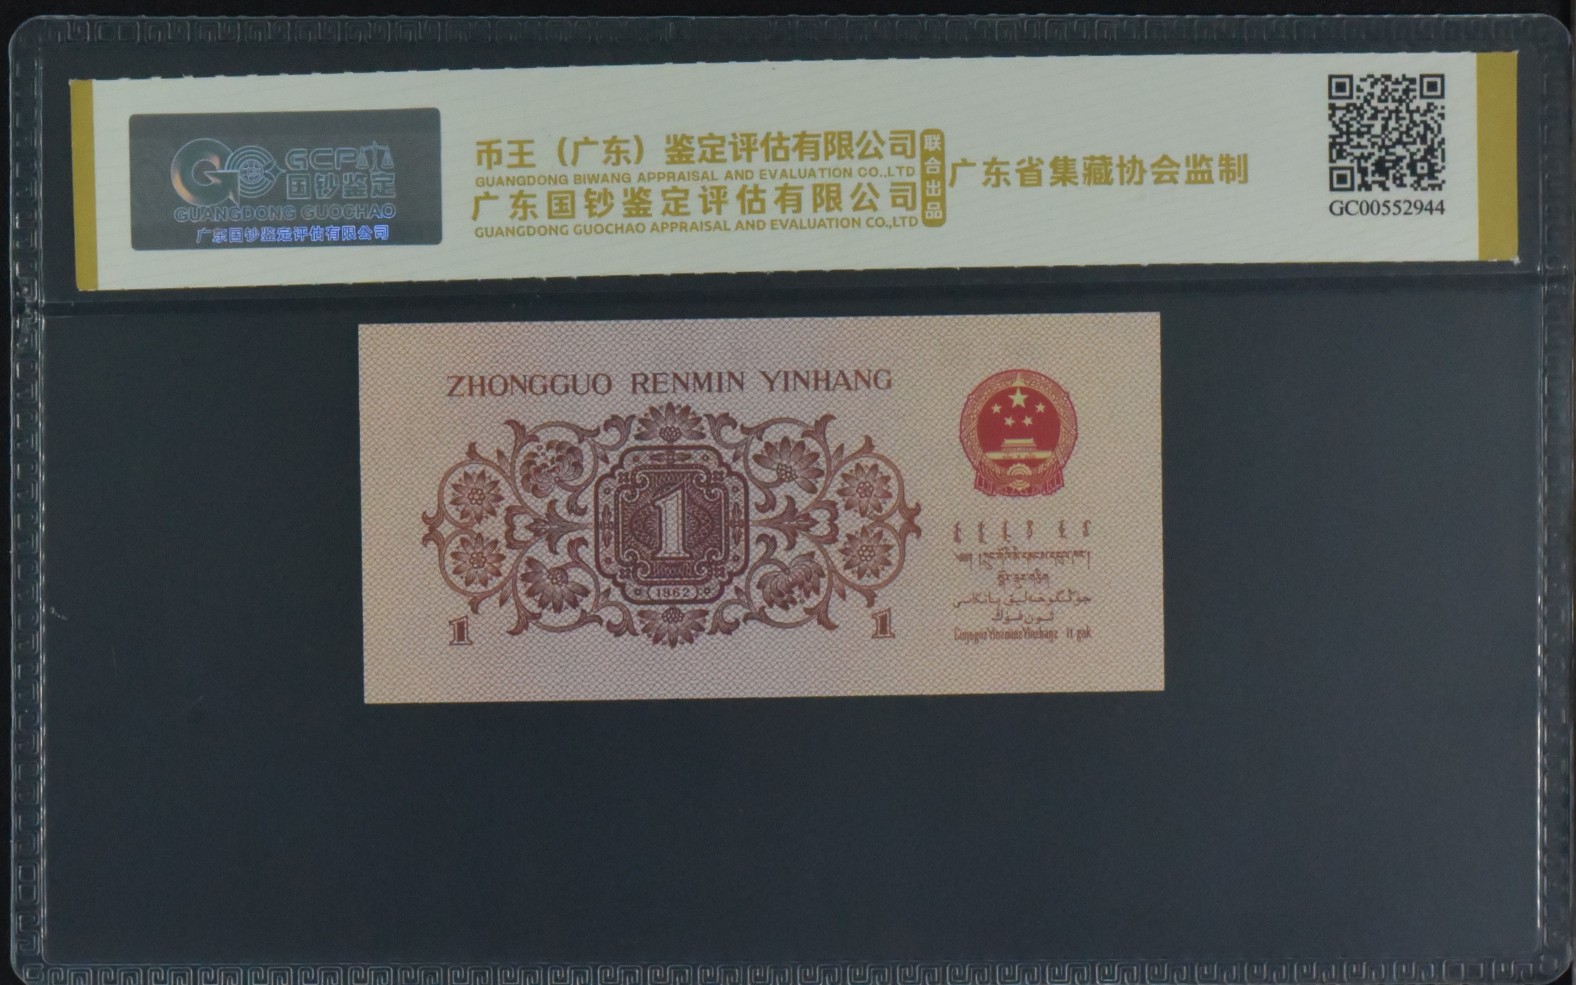 GCP
国钞鉴定
GUANGDONG GUOCHAO
广东国钞鉴定评估有限公司
币王（广东）鉴定评估有限公司
GUANGDONG BIWANG APPRAISAL AND EVALUATION CO.,LTD
广东国钞鉴定评估有限公司
GUANGDONG GUOCHAO APPRAISAL AND EVALUATION CO.,LTD
联合出品
广东省集藏协会监制
GC00552944
ZHONGGUO RENMIN YINHANG
1
1962
1
1